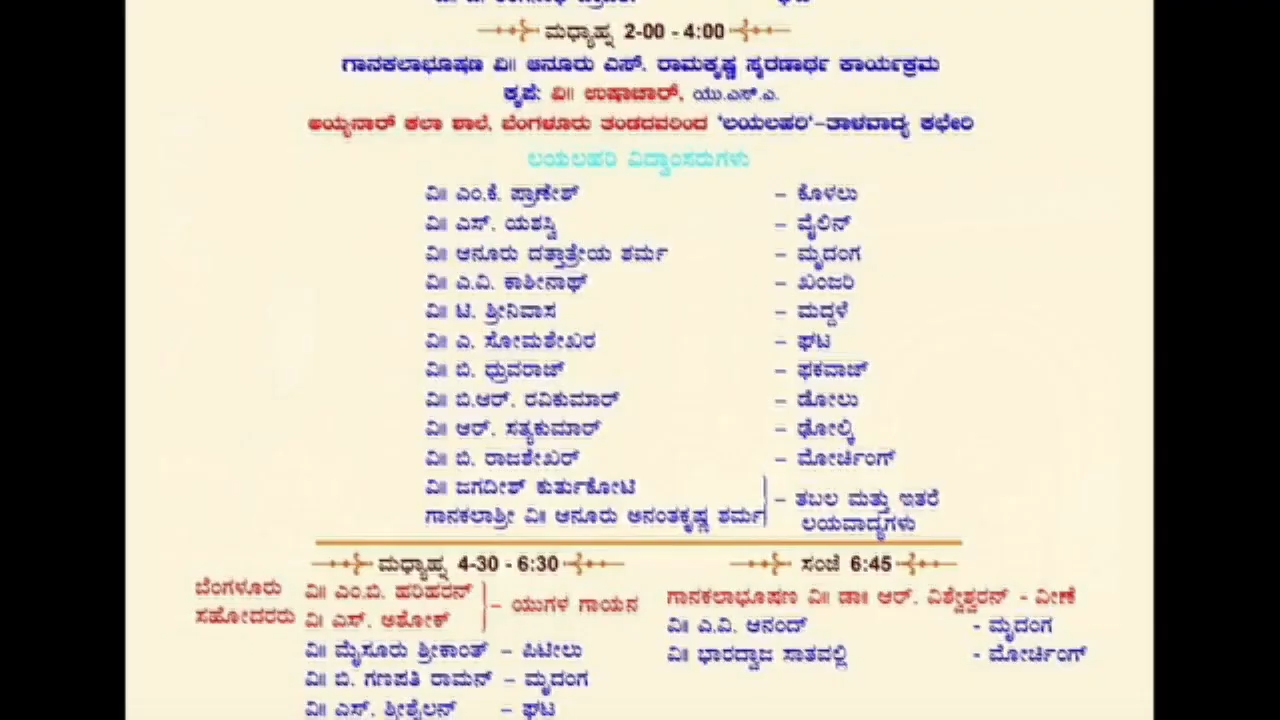 ಮಧ್ಯಾಹ್ನ 2-00 - 4:00
ಗಾನಕಲಾಭೂಷಣ ವಿ॥ ಆನೂರು ಎಸ್. ರಾಮಕೃಷ್ಣ ಸ್ಮರಣಾರ್ಥ ಕಾರ್ಯಕ್ರಮ
ಕೃಪೆ: ವಿ॥ ಉಷಾಚಾರ್, ಯು.ಎಸ್.ಎ.
ಅಯ್ಯನಾರ್ ಕಲಾ ಶಾಲೆ, ಬೆಂಗಳೂರು ತಂಡದವರಿಂದ 'ಲಯಲಹರಿ'–ತಾಳವಾದ್ಯ ಕಛೇರಿ
ಲಯಲಹರಿ ವಿದ್ವಾಂಸರುಗಳು
ವಿ॥ ಎಂ.ಕೆ. ಪ್ರಾಣೇಶ್ – ಕೊಳಲು
ವಿ॥ ಎಸ್. ಯಶಸ್ವಿ – ವೈಲಿನ್
ವಿ॥ ಆನೂರು ದತ್ತಾತ್ರೇಯ ಶರ್ಮ – ಮೃದಂಗ
ವಿ॥ ಎ.ವಿ. ಕಾಶೀನಾಥ್ – ಖಂಜರಿ
ವಿ॥ ಟಿ. ಶ್ರೀನಿವಾಸ – ಮದ್ದಳೆ
ವಿ॥ ಎ. ಸೋಮಶೇಖರ – ಘಟ
ವಿ॥ ಬಿ. ಧ್ರುವರಾಜ್ – ಫಕವಾಜ್
ವಿ॥ ಬಿ.ಆರ್. ರವಿಕುಮಾರ್ – ಡೋಲು
ವಿ॥ ಆರ್. ಸತ್ಯಕುಮಾರ್ – ಢೋಲ್ಕಿ
ವಿ॥ ಬಿ. ರಾಜಶೇಖರ್ – ಮೋರ್ಚಿಂಗ್
ವಿ॥ ಜಗದೀಶ್ ಕುರ್ತುಕೋಟಿ
ಗಾನಕಲಾಶ್ರೀ ವಿ॥ ಆನೂರು ಅನಂತಕೃಷ್ಣ ಶರ್ಮ
– ತಬಲ ಮತ್ತು ಇತರೆ
ಲಯವಾದ್ಯಗಳು
ಮಧ್ಯಾಹ್ನ 4-30 - 6:30
ಬೆಂಗಳೂರು
ಸಹೋದರರು
ವಿ॥ ಎಂ.ಬಿ. ಹರಿಹರನ್
ವಿ। ಎಸ್. ಅಶೋಕ್
– ಯುಗಳ ಗಾಯನ
ವಿ॥ ಮೈಸೂರು ಶ್ರೀಕಾಂತ್ – ಪಿಟೀಲು
ವಿ॥ ಬಿ. ಗಣಪತಿ ರಾಮನ್ – ಮೃದಂಗ
ವಿ॥ ಎಸ್. ಶ್ರೀಶೈಲನ್ – ಘಟ
ಸಂಜೆ 6:45
ಗಾನಕಲಾಭೂಷಣ ವಿ॥ ಡಾ॥ ಆರ್. ವಿಶ್ವೇಶ್ವರನ್ - ವೀಣೆ
ವಿ॥ ಎ.ವಿ. ಆನಂದ್ - ಮೃದಂಗ
ವಿ॥ ಭಾರದ್ವಾಜ ಸಾತವಲ್ಲಿ - ಮೋರ್ಚಿಂಗ್